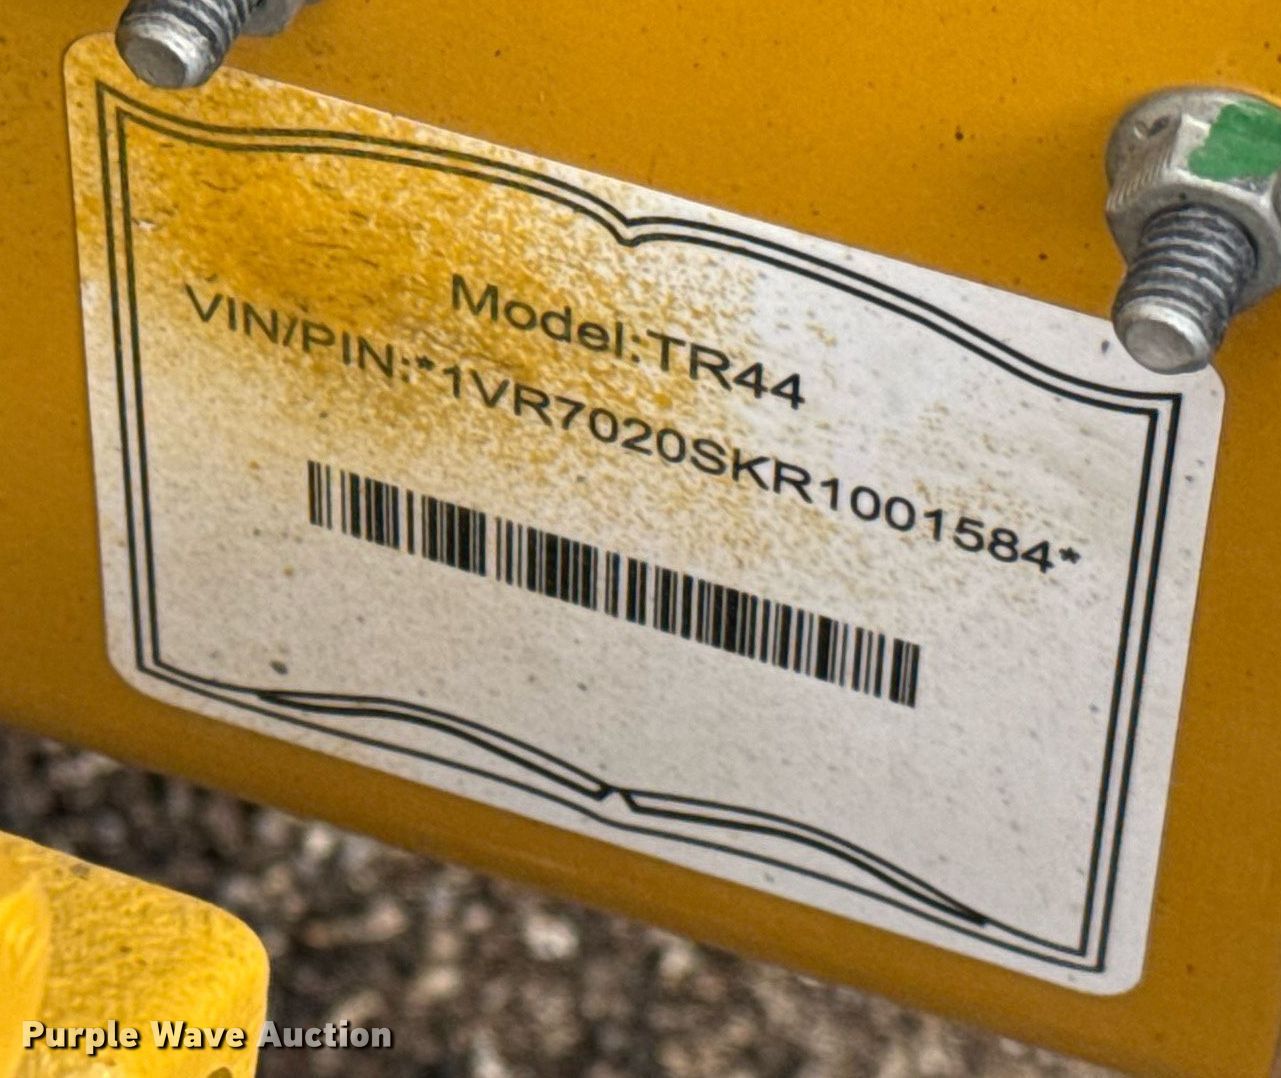 Model:TR44
VIN/PIN:*1VR7020SKR1001584*
Purple Wave Auction